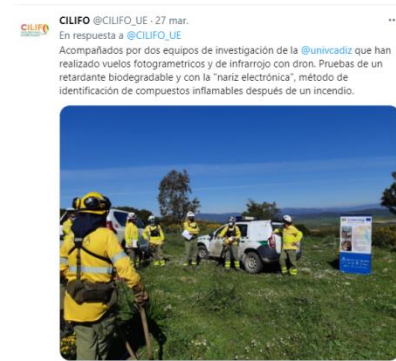 CILIFO @CILIFO_UE · 27 mar.
CILIFO
En respuesta a @CILIFO_UE
Acompañados por dos equipos de investigación de la @univcadiz que han
realizado vuelos fotogrametricos y de infrarrojo con dron. Pruebas de un
retardante biodegradable y con la "nariz electrónica", método de
identificación de compuestos inflamables después de un incendio.